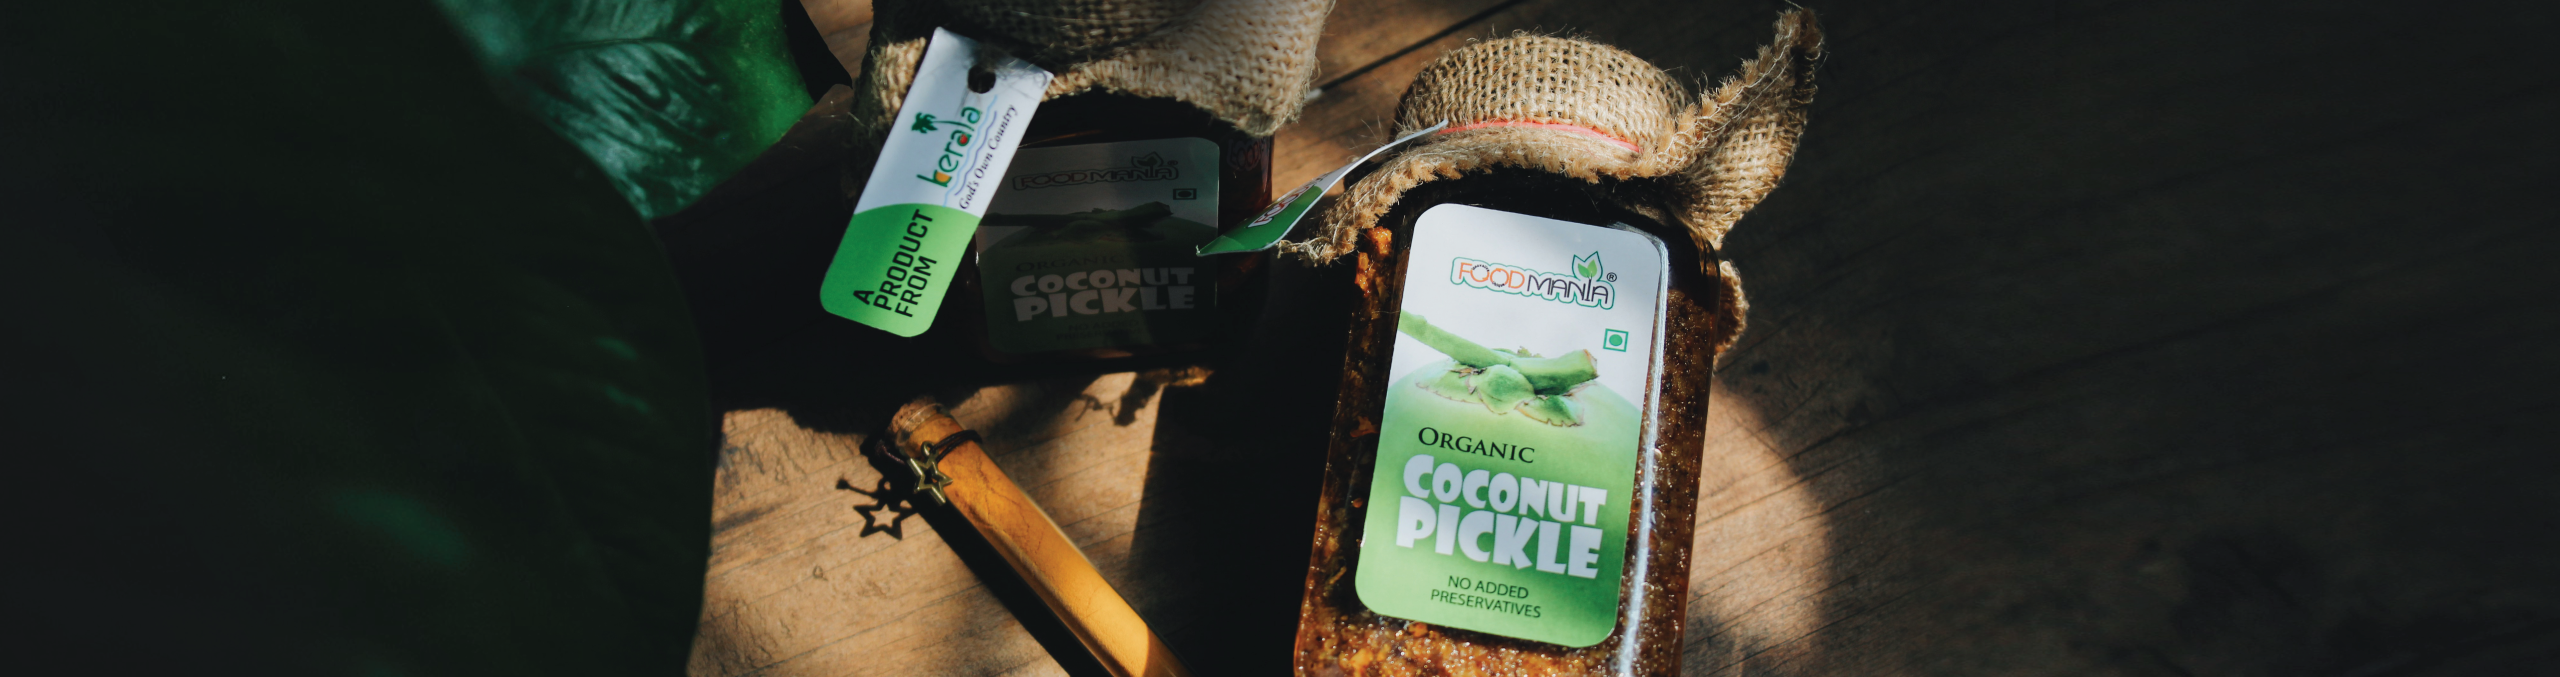 kerala
God's Own Country
A
PRODUCT
FROM
FOODMANIA®
ORGANIC
COCONUT
PICKLE
FOODMANIA®
ORGANIC
COCONUT
PICKLE
NO ADDED
PRESERVATIVES